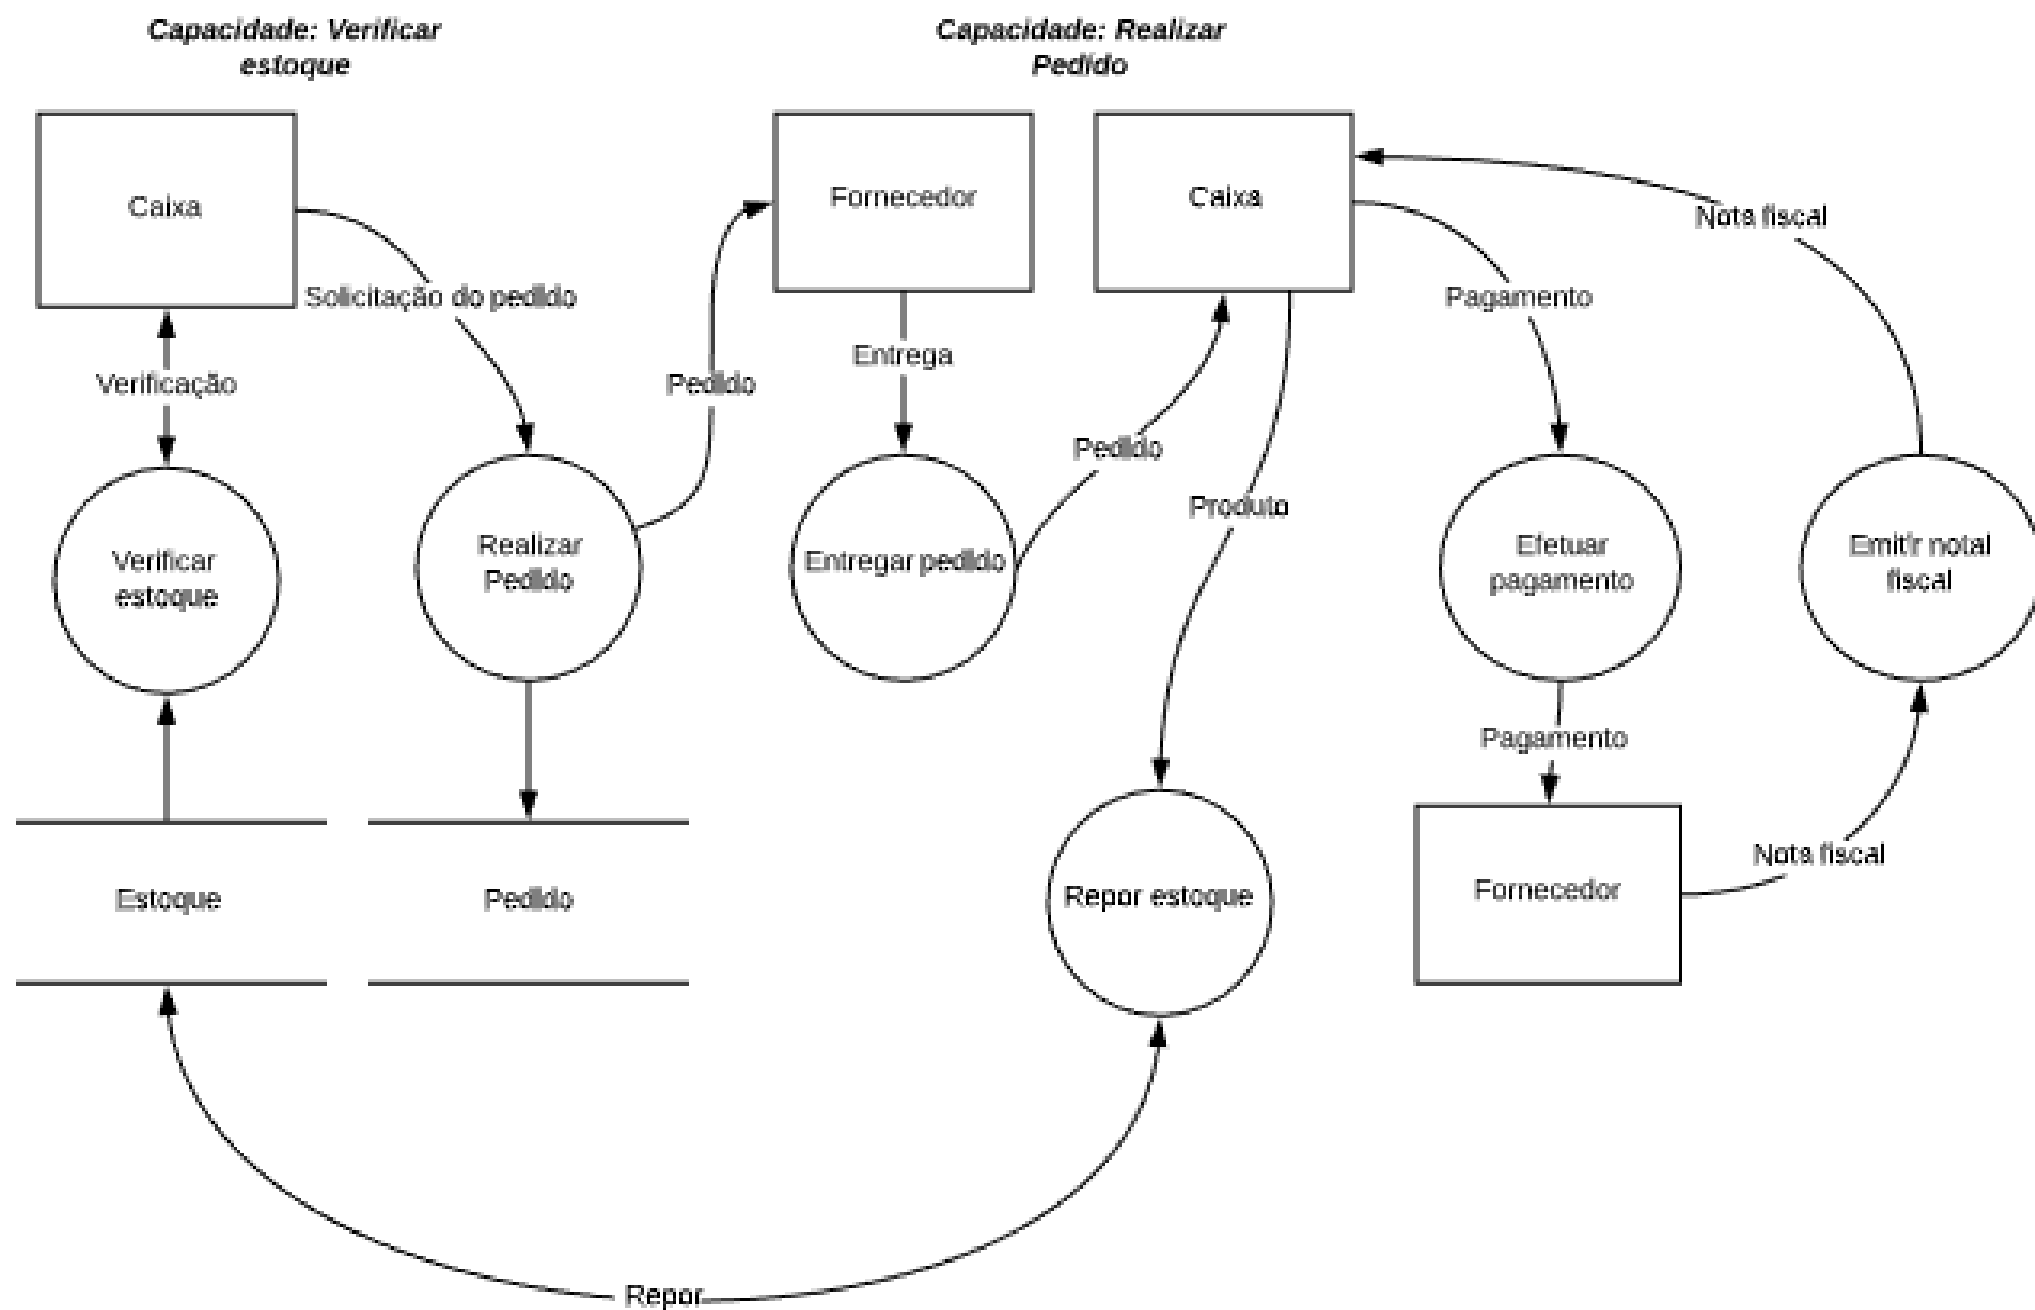 Capacidade: Verificar
estoque
Capacidade: Realizar
Pedido
Caixa
Fornecedor
Caixa
Nota fiscal
Solicitação do pedido
Pagamento
Verificação
Pedido
Entrega
Pedido
Produto
Verificar
estoque
Realizar
Pedido
Entregar pedido
Efetuar
pagamento
Emitir notal
fiscal
Pagamento
Nota fiscal
Estoque
Pedido
Repor estoque
Fornecedor
Repor